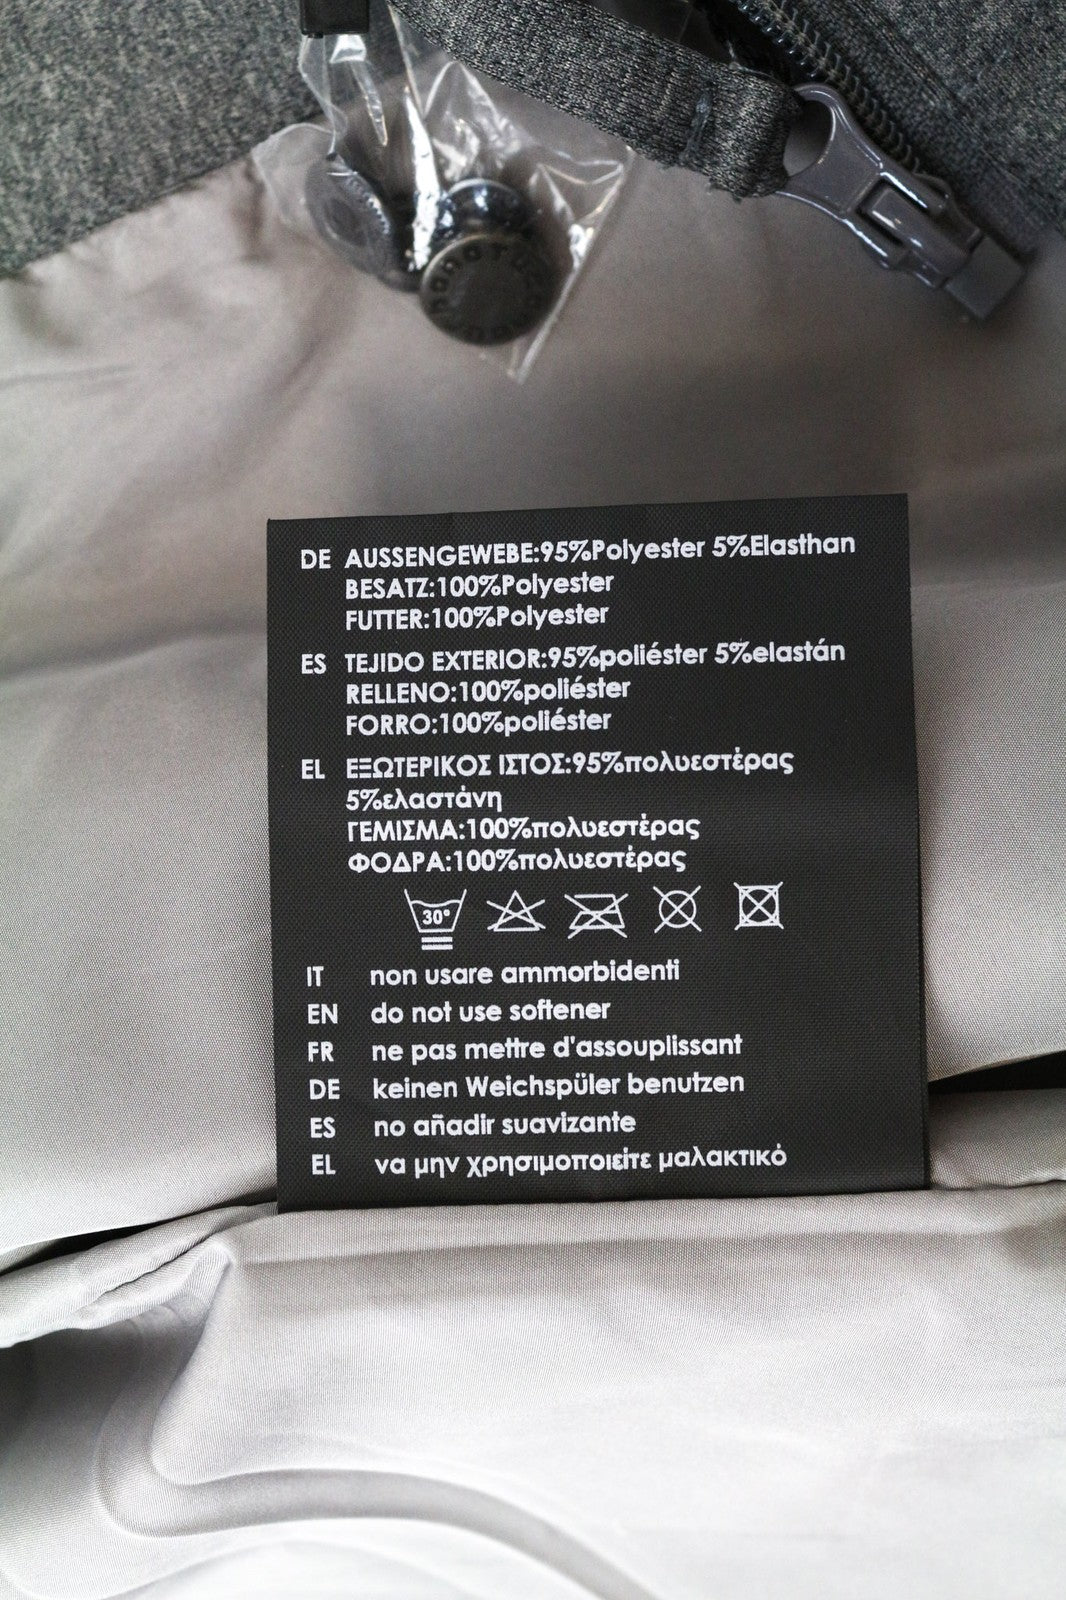 DE AUSSENGEWEBE:95%Polyester 5%Elasthan
BESATZ:100%Polyester
FUTTER:100%Polyester
ES TEJIDO EXTERIOR:95%poliéster 5%elastán
RELLENO:100%poliéster
FORRO:100%poliéster
EL ΕΞΩΤΕΡΙΚΟΣ ΙΣΤΟΣ:95%πολυεστέρας
5%ελαστάνη
ΓΕΜΙΣΜΑ:100%πολυεστέρας
ΦΟΔΡΑ:100%πολυεστέρας
30°
IT non usare ammorbidenti
EN do not use softener
FR ne pas mettre d'assouplissant
DE keinen Weichspüler benutzen
ES no añadir suavizante
EL να μην χρησιμοποιείτε μαλακτικό